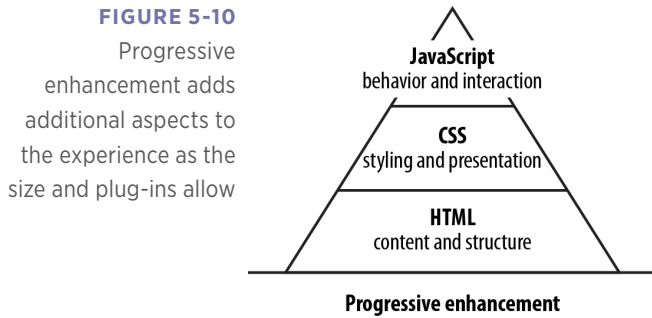 FIGURE 5-10
Progressive
enhancement adds
additional aspects to
the experience as the
size and plug-ins allow
JavaScript
behavior and interaction
CSS
styling and presentation
HTML
content and structure
Progressive enhancement